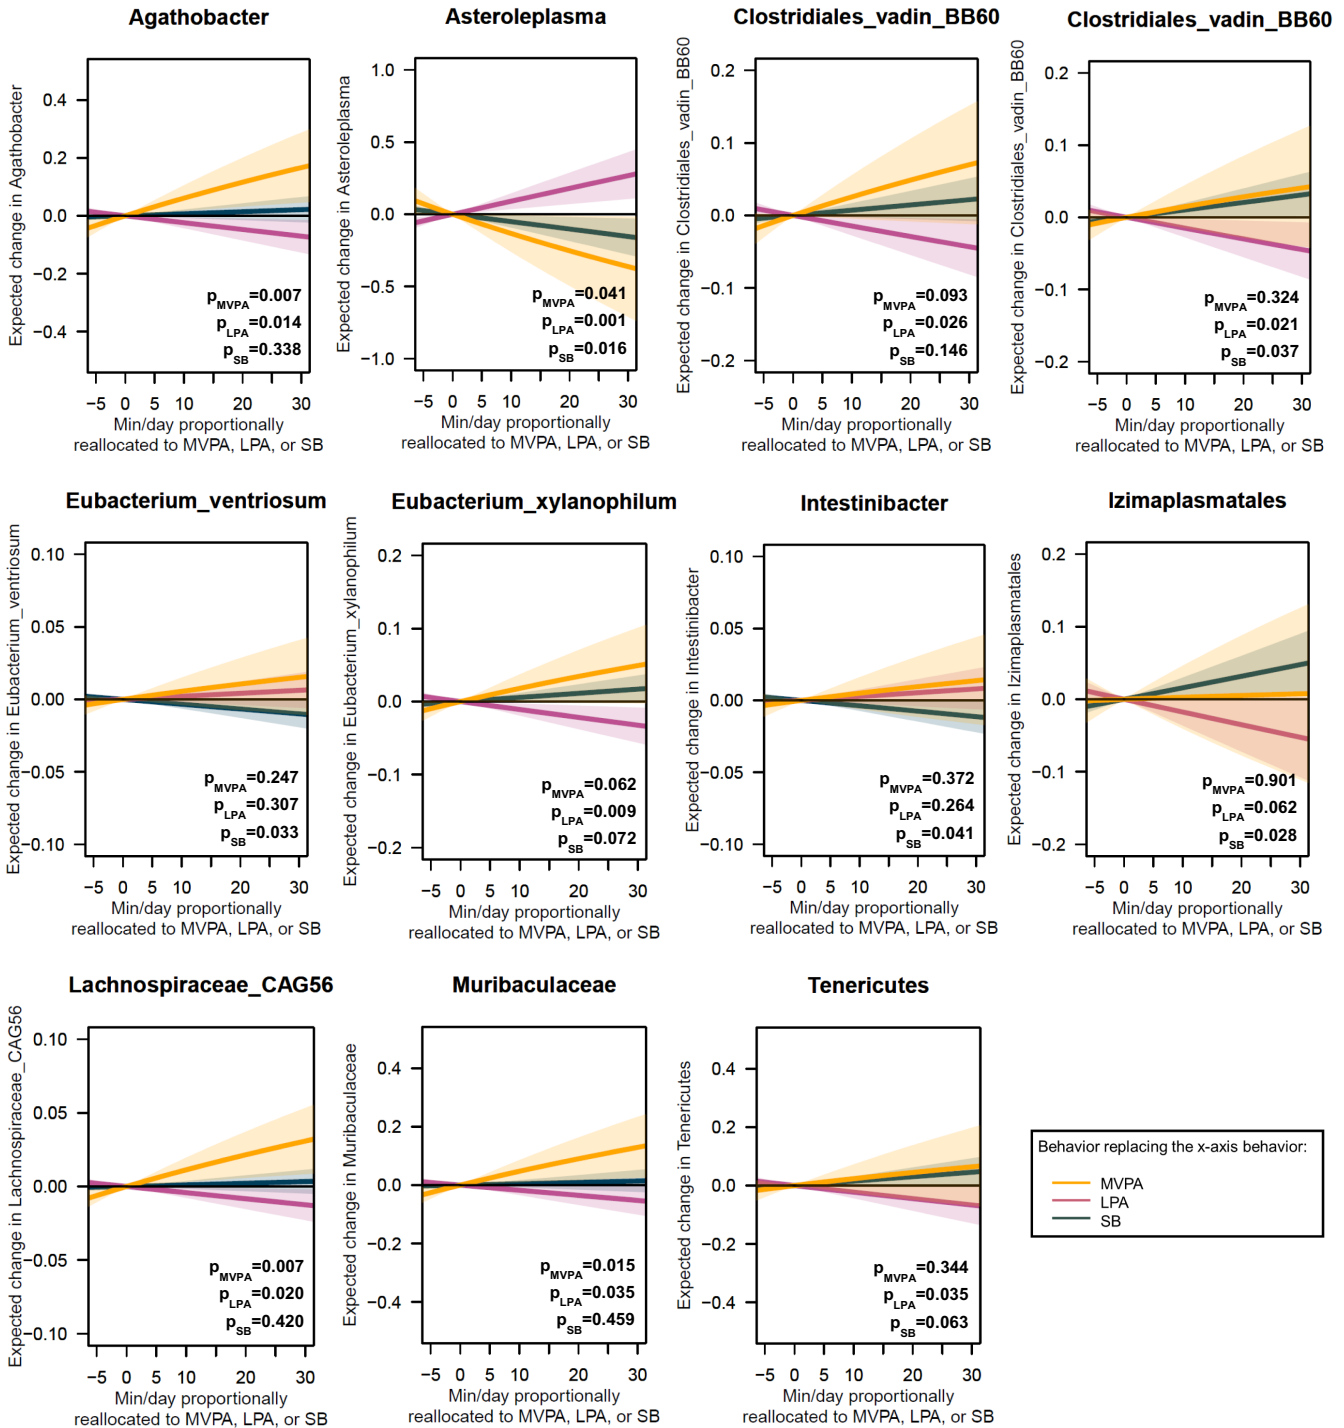 Agathobacter
Expected change in Agathobacter
0.4
0.2
0.0
−0.2
−0.4
pMVPA=0.007
pLPA=0.014
pSB=0.338
−5 0 5 10 20 30
Min/day proportionally
reallocated to MVPA, LPA, or SB
Asteroleplasma
Expected change in Asteroleplasma
1.0
0.5
0.0
−0.5
−1.0
pMVPA=0.041
pLPA=0.001
pSB=0.016
−5 0 5 10 20 30
Min/day proportionally
reallocated to MVPA, LPA, or SB
Clostridiales_vadin_BB60
Expected change in Clostridiales_vadin_BB60
0.2
0.1
0.0
−0.1
−0.2
pMVPA=0.093
pLPA=0.026
pSB=0.146
−5 0 5 10 20 30
Min/day proportionally
reallocated to MVPA, LPA, or SB
Clostridiales_vadin_BB60
Expected change in Clostridiales_vadin_BB60
0.2
0.1
0.0
−0.1
−0.2
pMVPA=0.324
pLPA=0.021
pSB=0.037
−5 0 5 10 20 30
Min/day proportionally
reallocated to MVPA, LPA, or SB
Eubacterium_ventriosum
Expected change in Eubacterium_ventriosum
0.10
0.05
0.00
−0.05
−0.10
pMVPA=0.247
pLPA=0.307
pSB=0.033
−5 0 5 10 20 30
Min/day proportionally
reallocated to MVPA, LPA, or SB
Eubacterium_xylanophilum
Expected change in Eubacterium_xylanophilum
0.2
0.1
0.0
−0.1
−0.2
pMVPA=0.062
pLPA=0.009
pSB=0.072
−5 0 5 10 20 30
Min/day proportionally
reallocated to MVPA, LPA, or SB
Intestinibacter
Expected change in Intestinibacter
0.10
0.05
0.00
−0.05
−0.10
pMVPA=0.372
pLPA=0.264
pSB=0.041
−5 0 5 10 20 30
Min/day proportionally
reallocated to MVPA, LPA, or SB
Izimaplasmatales
Expected change in Izimaplasmatales
0.2
0.1
0.0
−0.1
−0.2
pMVPA=0.901
pLPA=0.062
pSB=0.028
−5 0 5 10 20 30
Min/day proportionally
reallocated to MVPA, LPA, or SB
Lachnospiraceae_CAG56
Expected change in Lachnospiraceae_CAG56
0.10
0.05
0.00
−0.05
−0.10
pMVPA=0.007
pLPA=0.020
pSB=0.420
−5 0 5 10 20 30
Min/day proportionally
reallocated to MVPA, LPA, or SB
Muribaculaceae
Expected change in Muribaculaceae
0.4
0.2
0.0
−0.2
−0.4
pMVPA=0.015
pLPA=0.035
pSB=0.459
−5 0 5 10 20 30
Min/day proportionally
reallocated to MVPA, LPA, or SB
Tenericutes
Expected change in Tenericutes
0.4
0.2
0.0
−0.2
−0.4
pMVPA=0.344
pLPA=0.035
pSB=0.063
−5 0 5 10 20 30
Min/day proportionally
reallocated to MVPA, LPA, or SB
Behavior replacing the x-axis behavior:
MVPA
LPA
SB